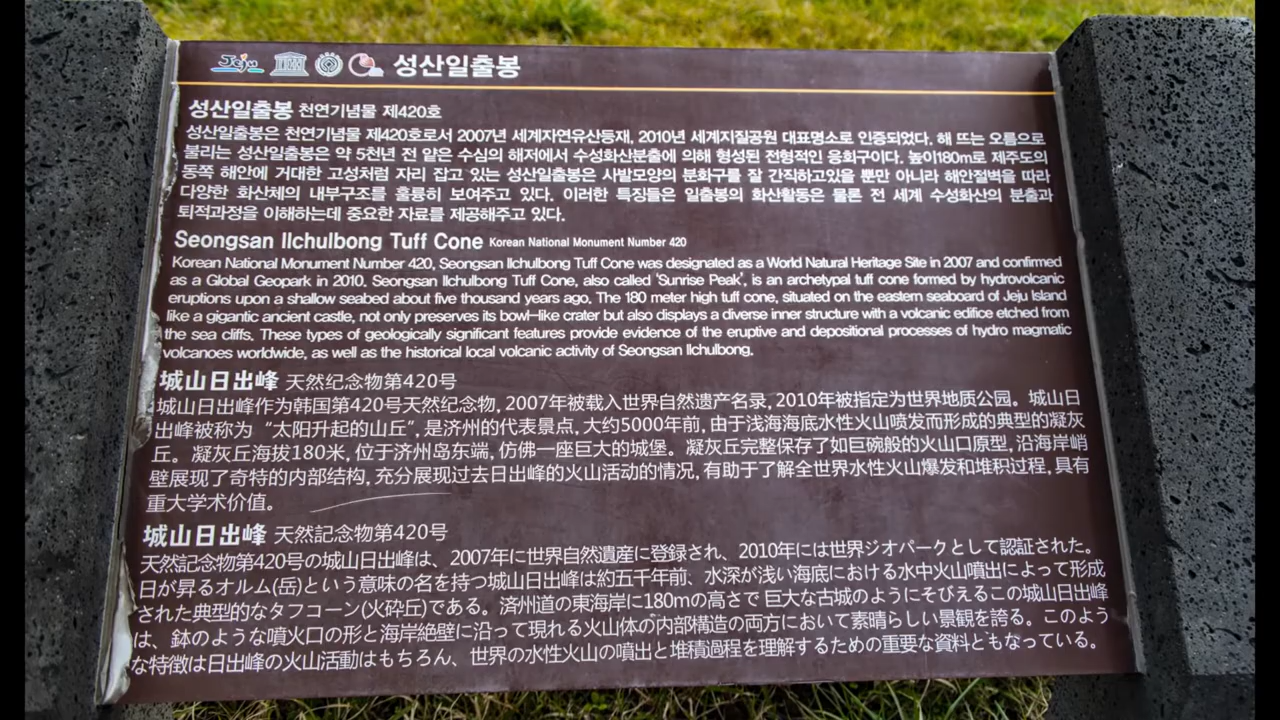 Jeju 성산일출봉
성산일출봉 천연기념물 제420호
성산일출봉은 천연기념물 제420호로서 2007년 세계자연유산등재, 2010년 세계지질공원 대표명소로 인증되었다. 해 뜨는 오름으로
불리는 성산일출봉은 약 5천년 전 얕은 수심의 해저에서 수성화산분출에 의해 형성된 전형적인 응회구이다. 높이180m로 제주도의
동쪽 해안에 거대한 고성처럼 자리 잡고 있는 성산일출봉은 사발모양의 분화구를 잘 간직하고있을 뿐만 아니라 해안절벽을 따라
다양한 화산체의 내부구조를 훌륭히 보여주고 있다. 이러한 특징들은 일출봉의 화산활동은 물론 전 세계 수성화산의 분출과
퇴적과정을 이해하는데 중요한 자료를 제공해주고 있다.
Seongsan Ilchulbong Tuff Cone Korean National Monument Number 420
Korean National Monument Number 420, Seongsan Ilchulbong Tuff Cone was designated as a World Natural Heritage Site in 2007 and confirmed
as a Global Geopark in 2010. Seongsan Ilchulbong Tuff Cone, also called 'Sunrise Peak', is an archetypal tuff cone formed by hydrovolcanic
eruptions upon a shallow seabed about five thousand years ago. The 180 meter high tuff cone, situated on the eastern seaboard of Jeju Island
like a gigantic ancient castle, not only preserves its bowl-like crater but also displays a diverse inner structure with a volcanic edifice etched from
the sea cliffs. These types of geologically significant features provide evidence of the eruptive and depositional processes of hydro magmatic
volcanoes worldwide, as well as the historical local volcanic activity of Seongsan Ilchulbong.
城山日出峰 天然纪念物第420号
城山日出峰作为韩国第420号天然纪念物, 2007年被载入世界自然遗产名录, 2010年被指定为世界地质公园。城山日
出峰被称为“太阳升起的山丘”, 是济州的代表景点, 大约5000年前, 由于浅海海底水性火山喷发而形成的典型的凝灰
丘。凝灰丘海拔180米, 位于济州岛东端, 仿佛一座巨大的城堡。凝灰丘完整保存了如巨碗般的火山口原型, 沿海岸峭
壁展现了奇特的内部结构, 充分展现过去日出峰的火山活动的情况, 有助于了解全世界水性火山爆发和堆积过程, 具有
重大学术价值。
城山日出峰 天然記念物第420号
天然記念物第420号の城山日出峰は、2007年に世界自然遺産に登録され、2010年には世界ジオパークとして認証された。
日が昇るオルム(岳)という意味の名を持つ城山日出峰は約五千年前、水深が浅い海底における水中火山噴出によって形成
された典型的なタフコーン(火砕丘)である。済州道の東海岸に180mの高さで巨大な古城のようにそびえるこの城山日出峰
は、鉢のような噴火口の形と海岸絶壁に沿って現れる火山体の内部構造の両方において素晴らしい景観を誇る。このよう
な特徴は日出峰の火山活動はもちろん、世界の水性火山の噴出と堆積過程を理解するための重要な資料ともなっている。